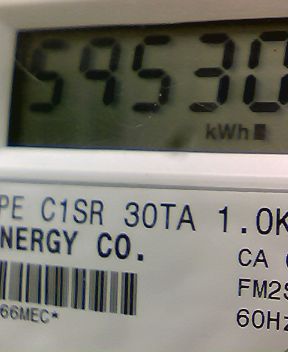 59530
kWh
PE C1SR 30TA 1.0K
NERGY CO.
CA
FM2S
60Hz
66MEC*